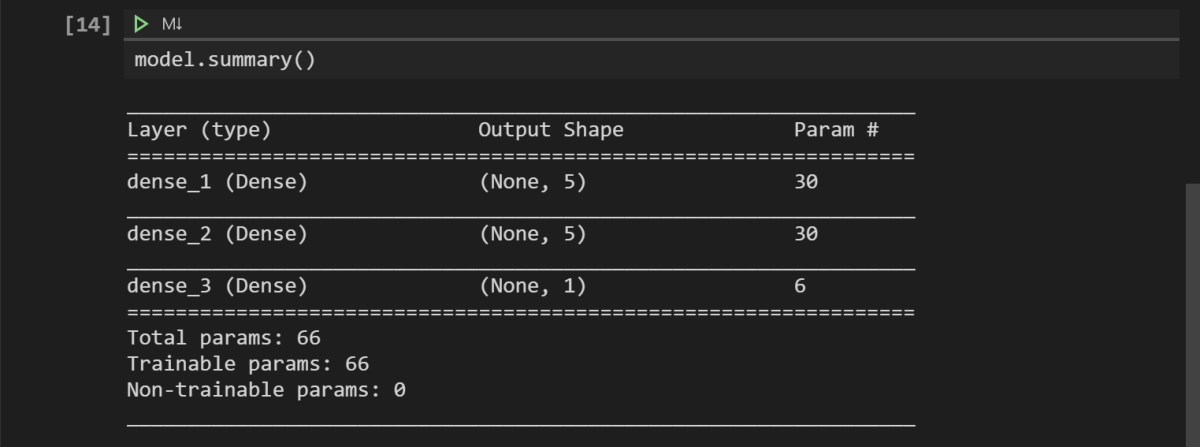 [14] M↓
model.summary()
_________________________________________________________________
Layer (type) Output Shape Param #
=================================================================
dense_1 (Dense) (None, 5) 30
_________________________________________________________________
dense_2 (Dense) (None, 5) 30
_________________________________________________________________
dense_3 (Dense) (None, 1) 6
=================================================================
Total params: 66
Trainable params: 66
Non-trainable params: 0
_________________________________________________________________